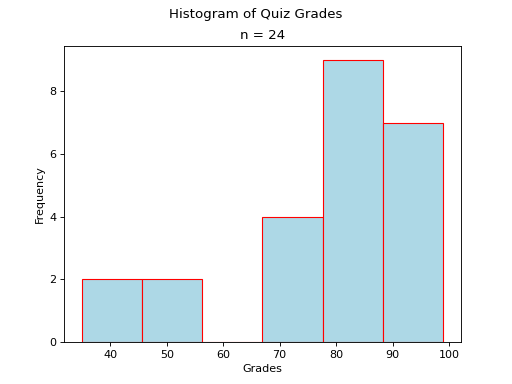 Histogram of Quiz Grades
n = 24
8
6
4
2
0
Frequency
40 50 60 70 80 90 100
Grades